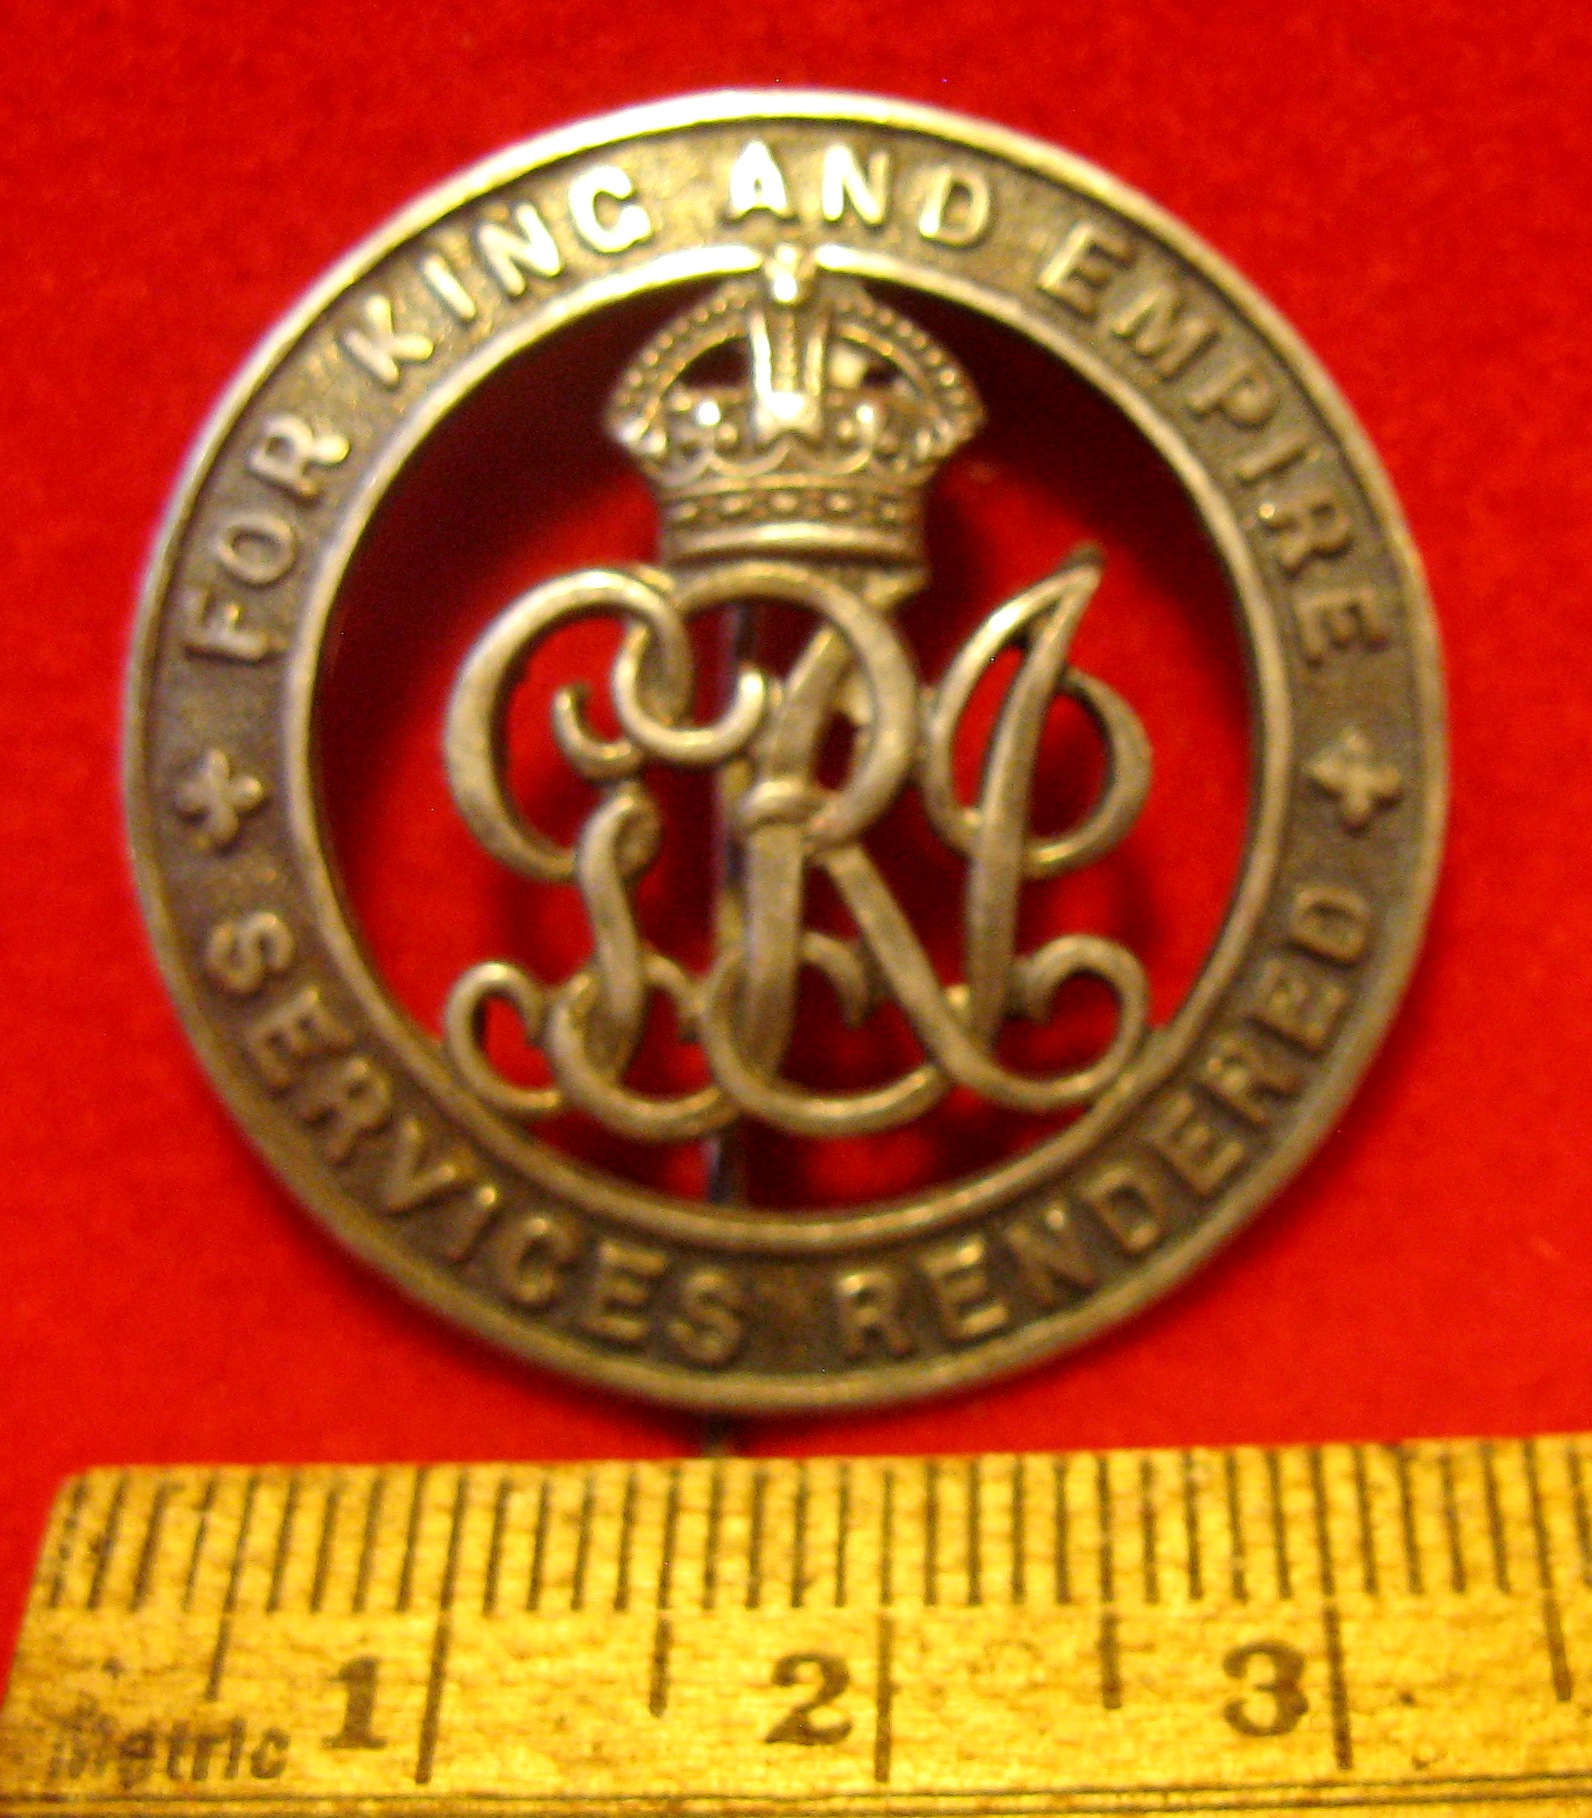 FOR KING AND EMPIRE
SERVICES RENDERED
GRI
1 2 3
Metric